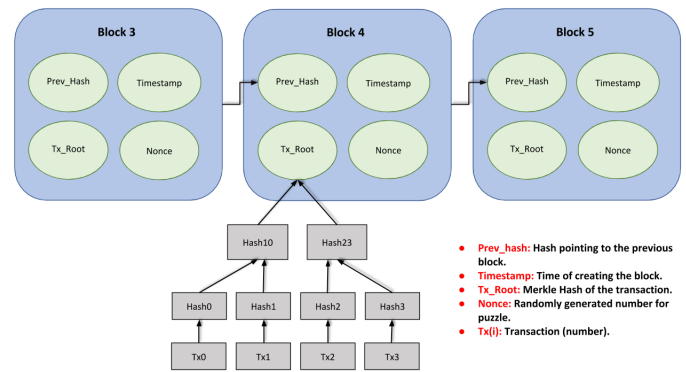 Block 3
Block 4
Block 5
Prev_Hash
Timestamp
Prev_Hash
Timestamp
Prev_Hash
Timestamp
Tx_Root
Nonce
Tx_Root
Nonce
Tx_Root
Nonce
Hash10
Hash23
Hash0
Hash1
Hash2
Hash3
Tx0
Tx1
Tx2
Tx3
● Prev_hash: Hash pointing to the previous
block.
● Timestamp: Time of creating the block.
● Tx_Root: Merkle Hash of the transaction.
● Nonce: Randomly generated number for
puzzle.
● Tx(i): Transaction (number).